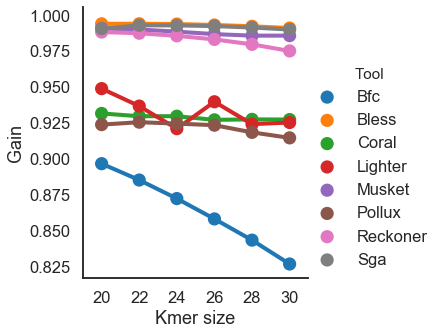 1.000
0.975
0.950
0.925
0.900
0.875
0.850
0.825
Gain
20 22 24 26 28 30
Kmer size
Tool
Bfc
Bless
Coral
Lighter
Musket
Pollux
Reckoner
Sga